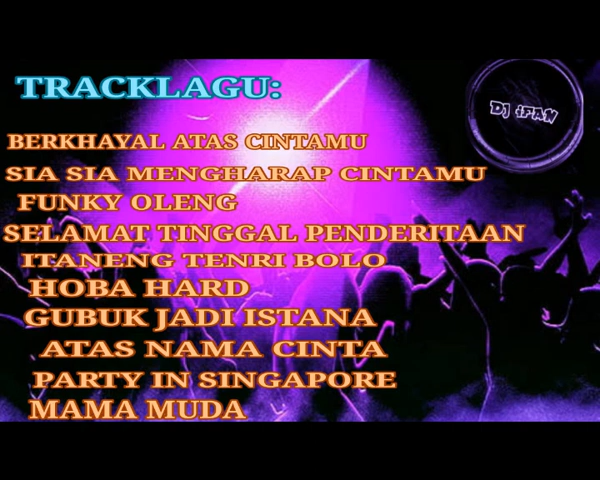 TRACKLAGU:
DJ iFAN
BERKHAYAL ATAS CINTAMU
SIA SIA MENGHARAP CINTAMU
FUNKY OLENG
SELAMAT TINGGAL PENDERITAAN
ITANENG TENRI BOLO
HOBA HARD
GUBUK JADI ISTANA
ATAS NAMA CINTA
PARTY IN SINGAPORE
MAMA MUDA